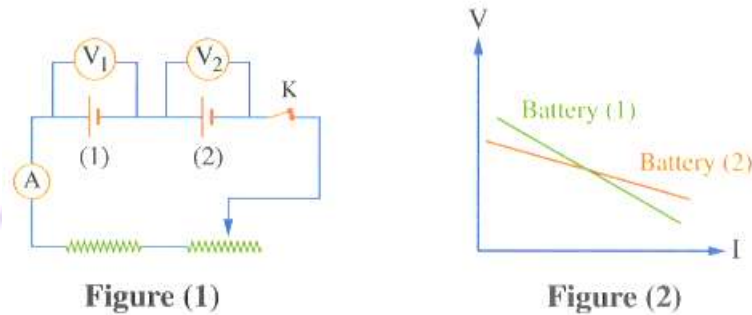 V₁
V₂
K
(1)
(2)
A
Figure (1)
V
Battery (1)
Battery (2)
I
Figure (2)